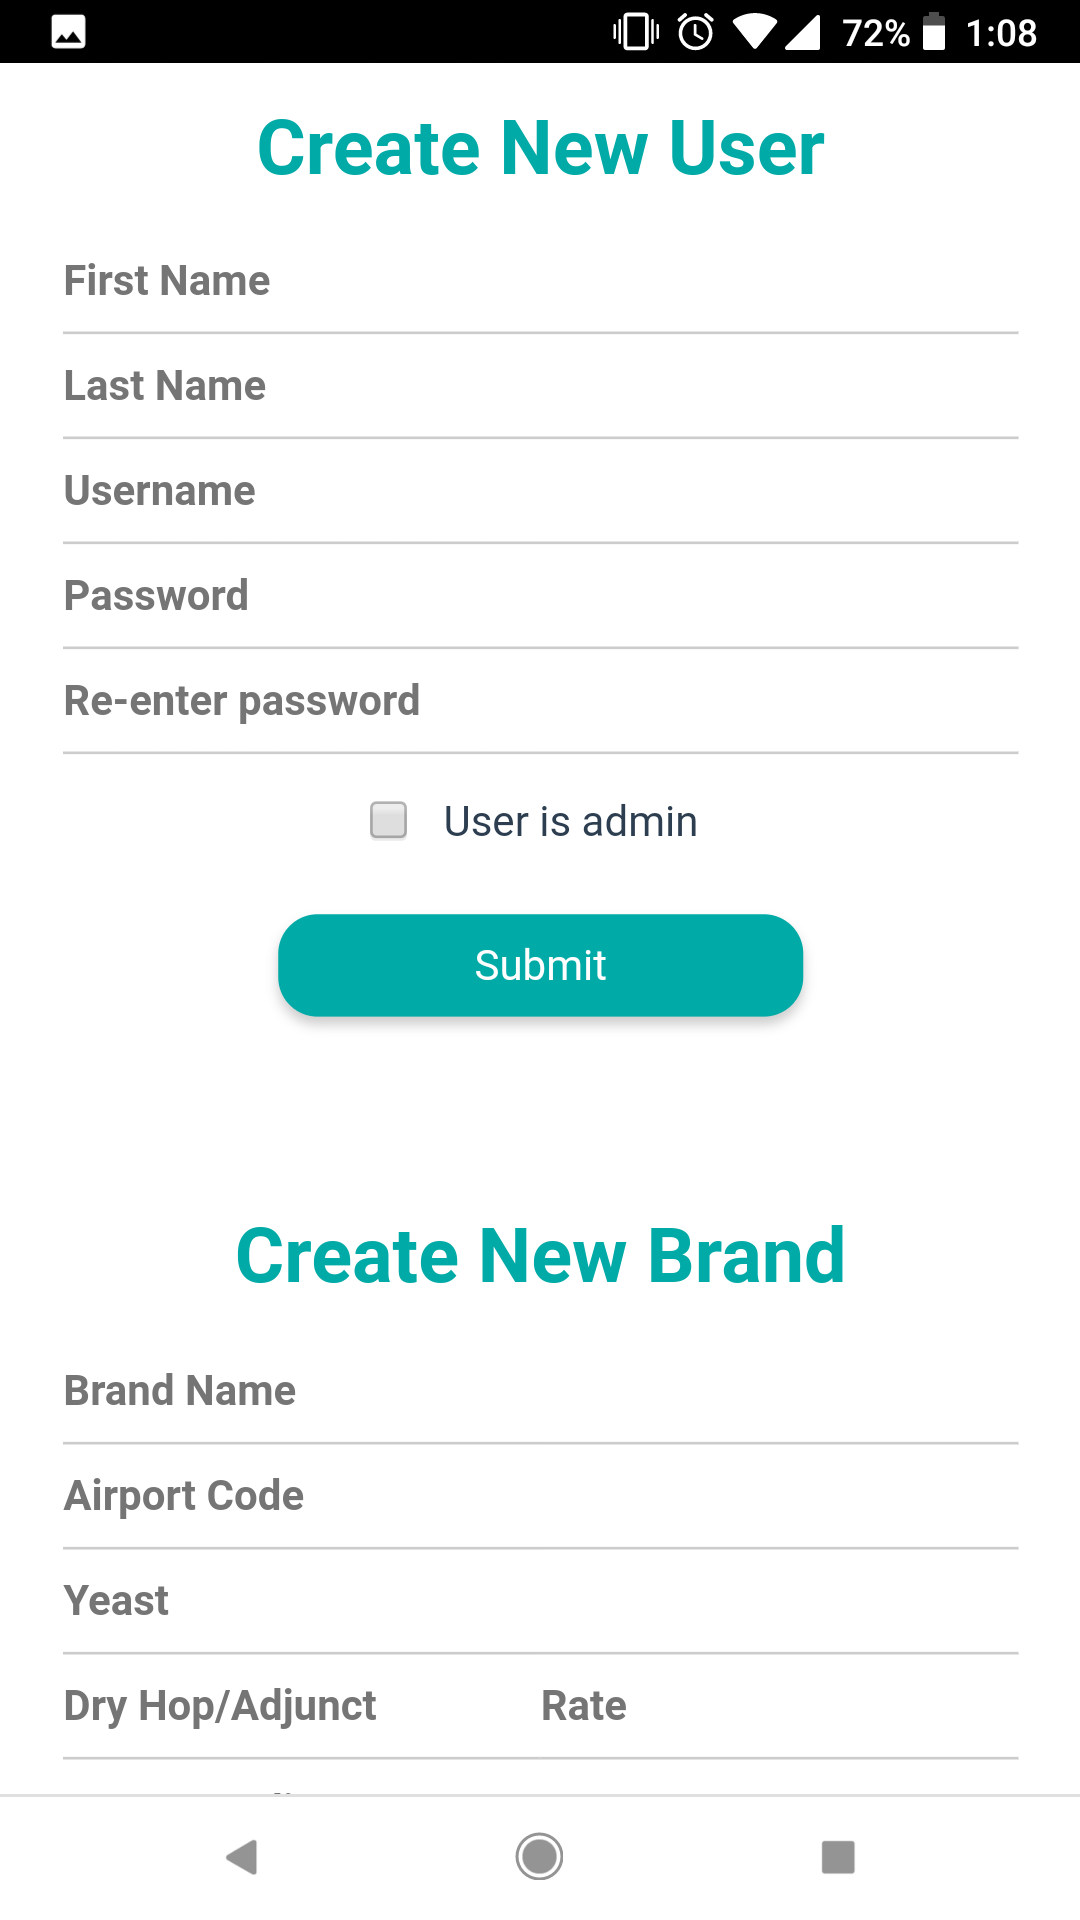 72% 1:08
Create New User
First Name
Last Name
Username
Password
Re-enter password
User is admin
Submit
Create New Brand
Brand Name
Airport Code
Yeast
Dry Hop/Adjunct Rate